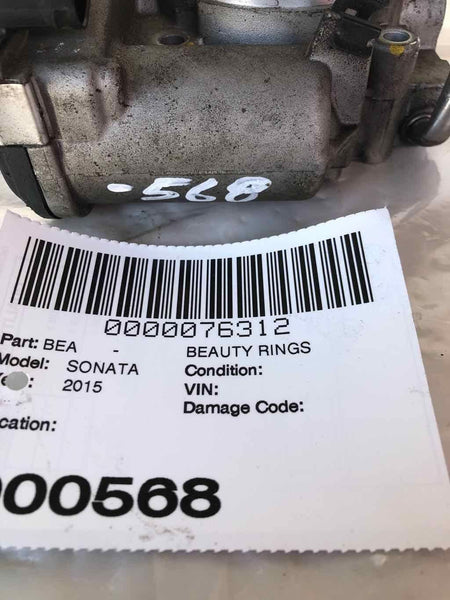 -568
0000076312
Part: BEA - BEAUTY RINGS
Model: SONATA Condition:
2015 VIN:
Damage Code:
cation:
000568